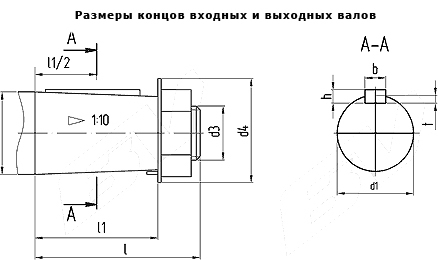 Размеры концов входных и выходных валов
А
А-А
l1/2
b
h
t
1:10
d3
d4
d1
А
l1
l